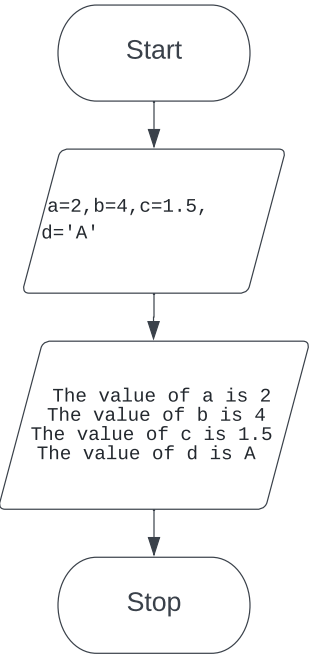 Start
a=2,b=4,c=1.5,
d='A'
The value of a is 2
The value of b is 4
The value of c is 1.5
The value of d is A
Stop